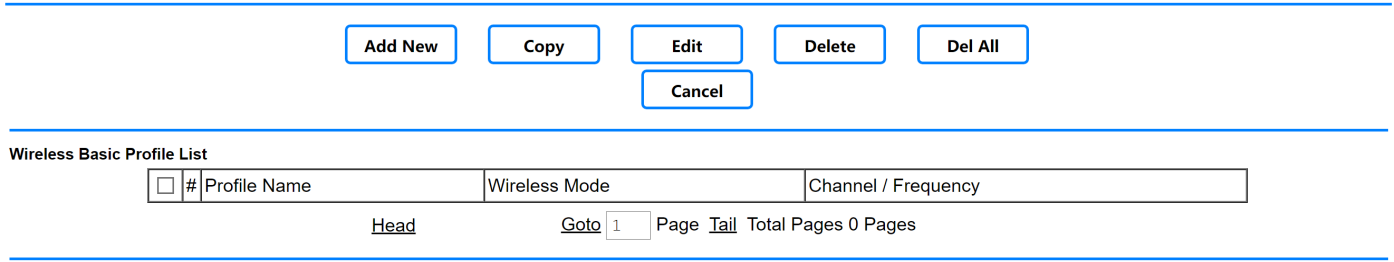 Add New Copy Edit Delete Del All
Cancel
Wireless Basic Profile List
# Profile Name Wireless Mode Channel / Frequency
Head Goto 1 Page Tail Total Pages 0 Pages